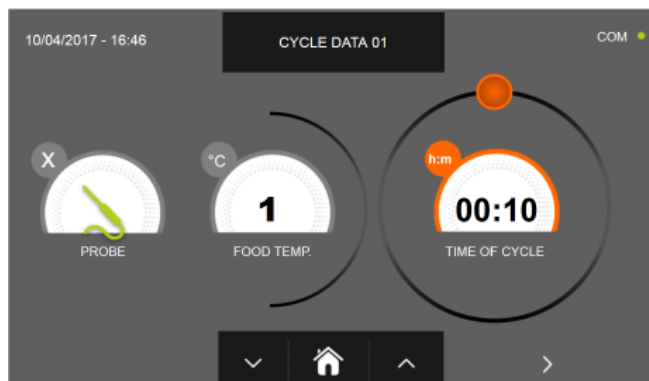 10/04/2017 - 16:46
CYCLE DATA 01
COM
X
°C
h:m
1
00:10
PROBE
FOOD TEMP.
TIME OF CYCLE